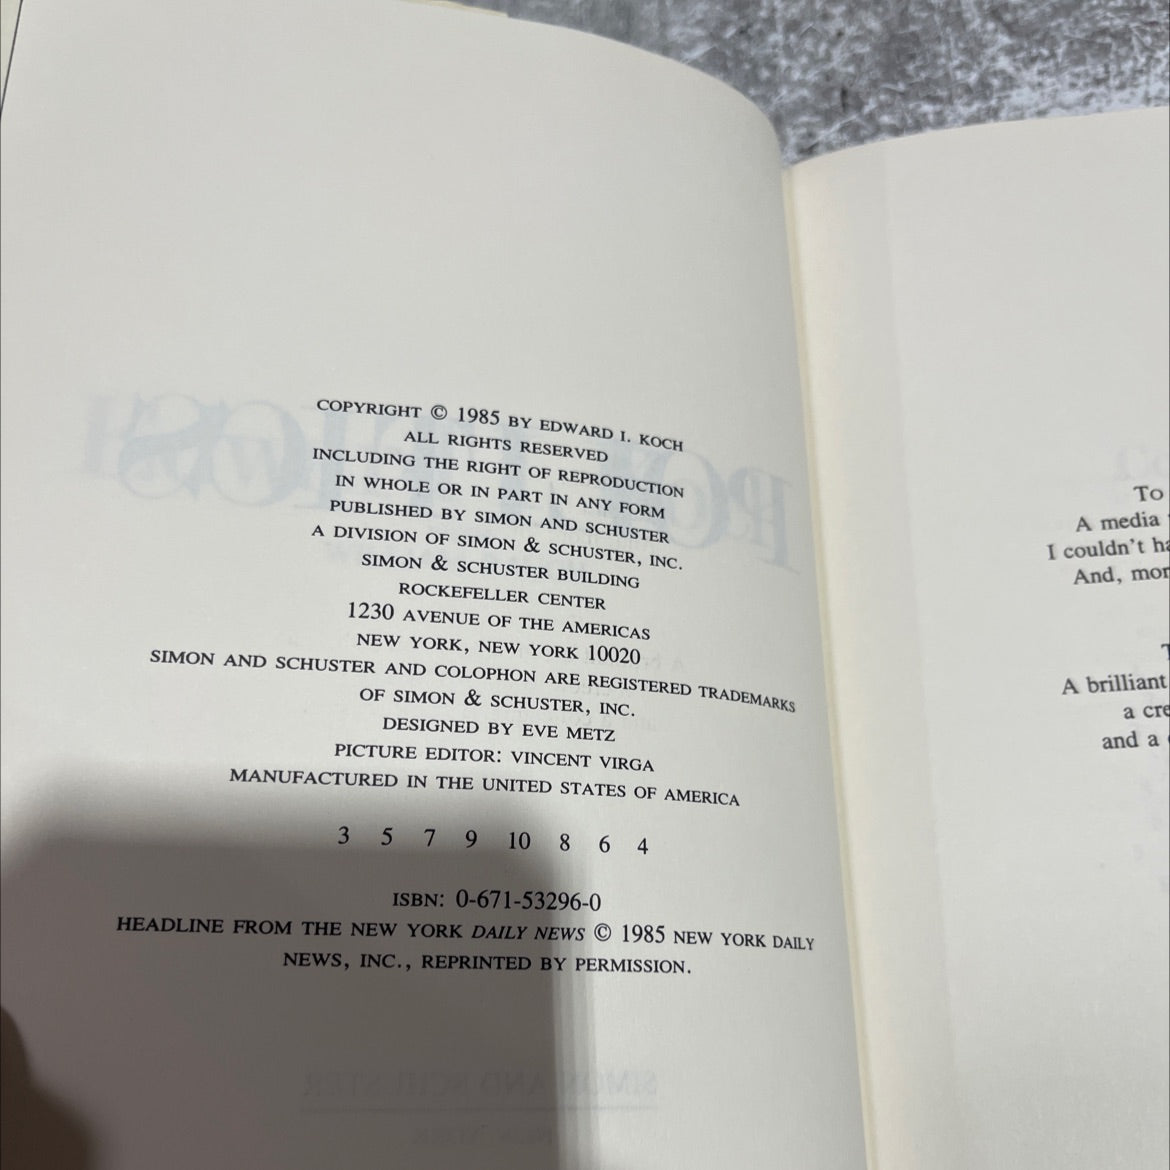 COPYRIGHT © 1985 BY EDWARD I. KOCH
ALL RIGHTS RESERVED
INCLUDING THE RIGHT OF REPRODUCTION
IN WHOLE OR IN PART IN ANY FORM
PUBLISHED BY SIMON AND SCHUSTER
A DIVISION OF SIMON & SCHUSTER, INC.
SIMON & SCHUSTER BUILDING
ROCKEFELLER CENTER
1230 AVENUE OF THE AMERICAS
NEW YORK, NEW YORK 10020
SIMON AND SCHUSTER AND COLOPHON ARE REGISTERED TRADEMARKS
OF SIMON & SCHUSTER, INC.
DESIGNED BY EVE METZ
PICTURE EDITOR: VINCENT VIRGA
MANUFACTURED IN THE UNITED STATES OF AMERICA
3 5 7 9 10 8 6 4
ISBN: 0-671-53296-0
HEADLINE FROM THE NEW YORK DAILY NEWS © 1985 NEW YORK DAILY
NEWS, INC., REPRINTED BY PERMISSION.
To
A media
I couldn't
And,
A brilliant
a
and a